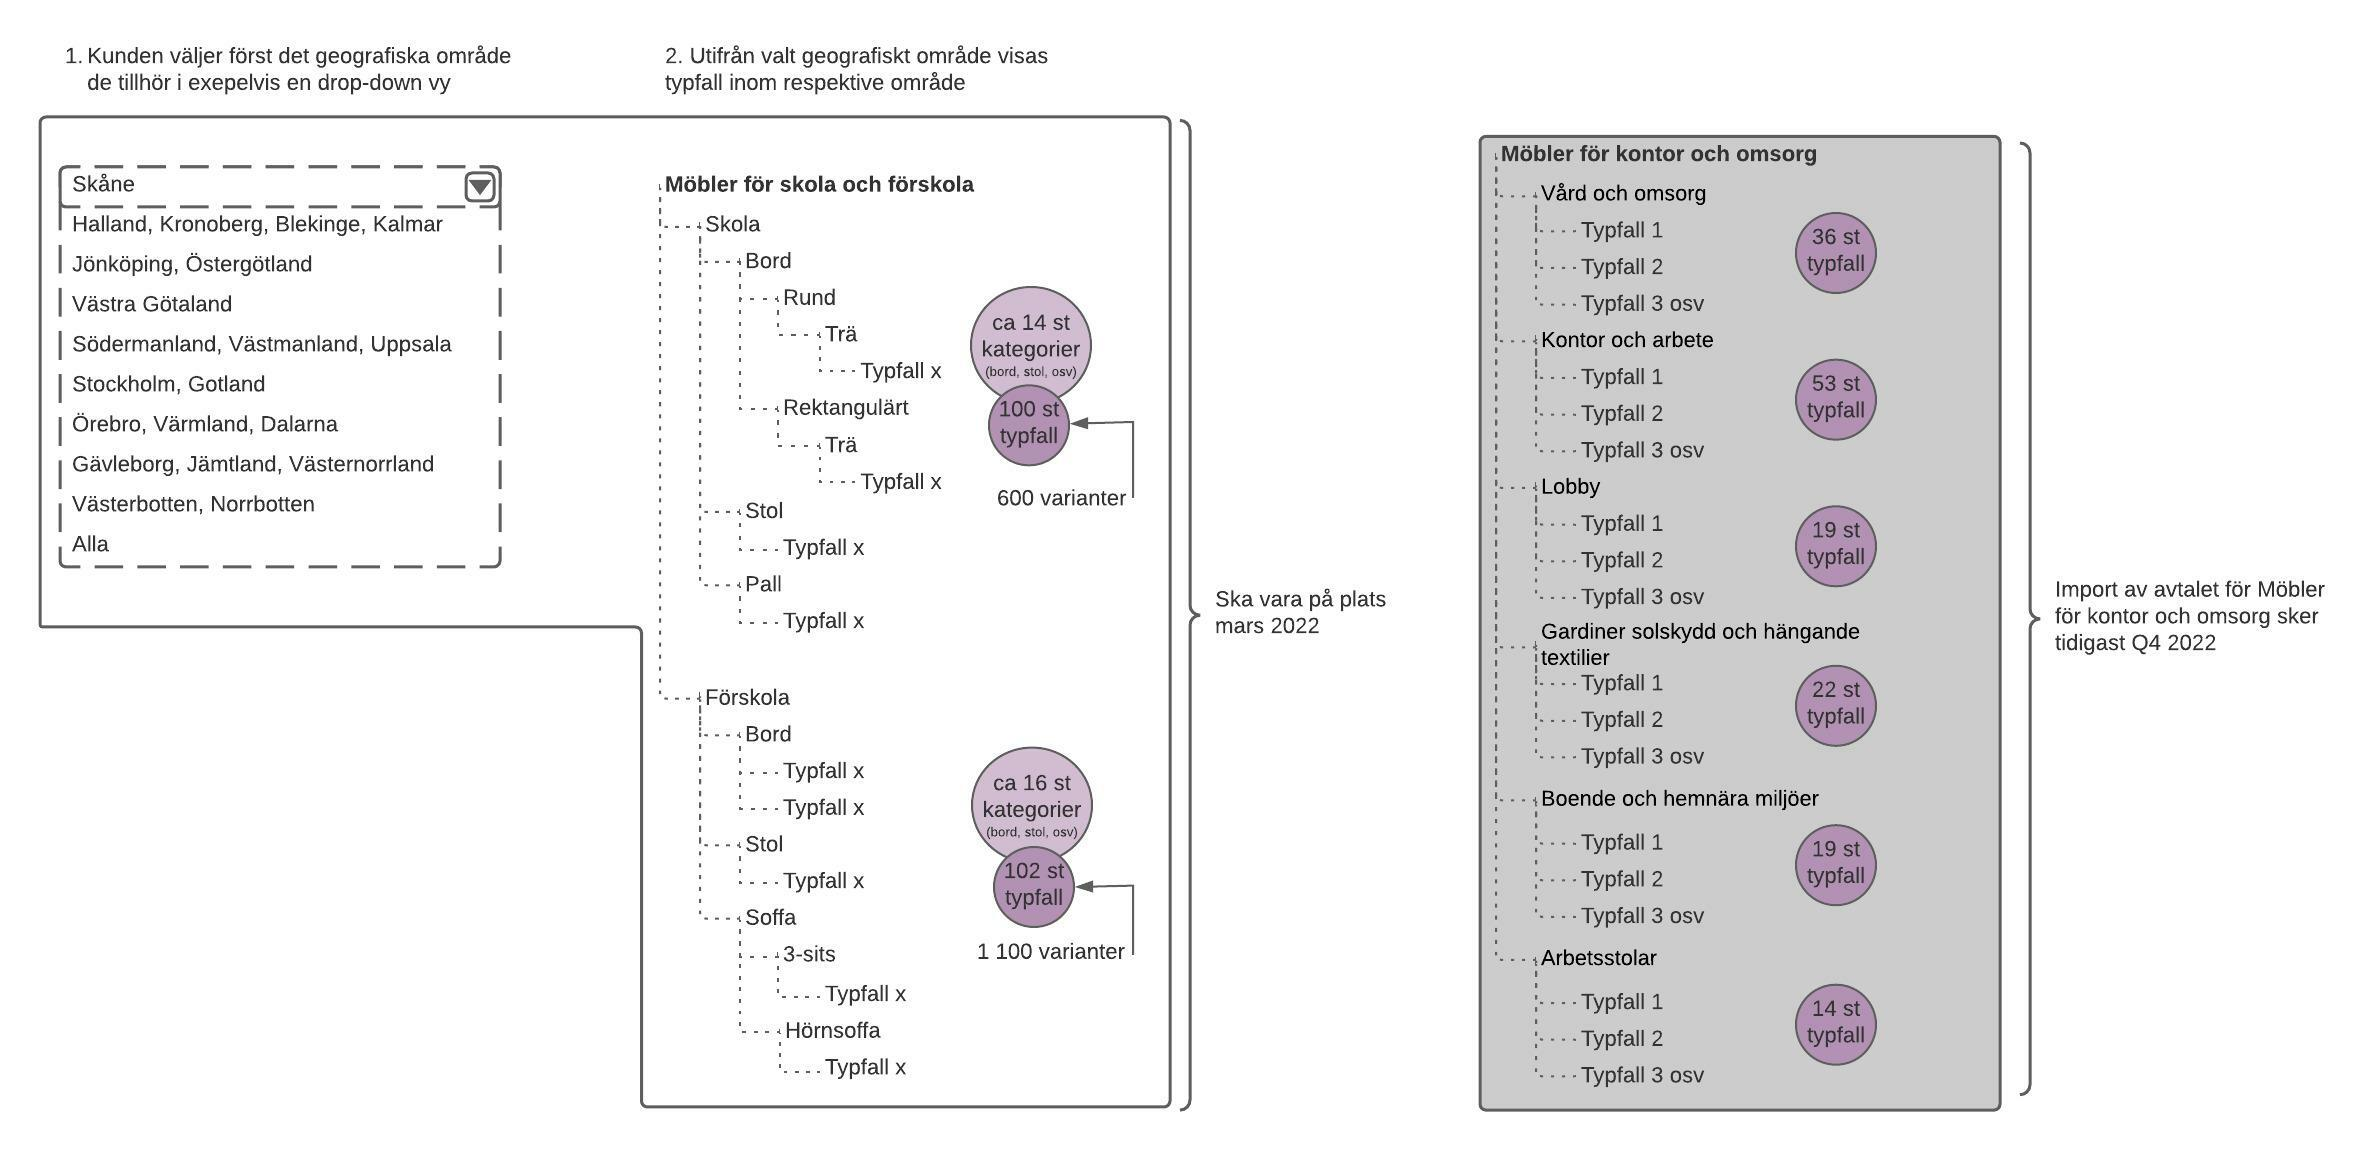 1. Kunden väljer först det geografiska område
de tillhör i exepelvis en drop-down vy
2. Utifrån valt geografiskt område visas
typfall inom respektive område
Skåne
Halland, Kronoberg, Blekinge, Kalmar
Jönköping, Östergötland
Västra Götaland
Södermanland, Västmanland, Uppsala
Stockholm, Gotland
Örebro, Värmland, Dalarna
Gävleborg, Jämtland, Västernorrland
Västerbotten, Norrbotten
Alla
Möbler för skola och förskola
Skola
Bord
Rund
Trä
Typfall x
Rektangulärt
Trä
Typfall x
Stol
Typfall x
Pall
Typfall x
ca 14 st
kategorier
(bord, stol, osv)
100 st
typfall
600 varianter
Förskola
Bord
Typfall x
Typfall x
Stol
Typfall x
Soffa
3-sits
Typfall x
Hörnsoffa
Typfall x
ca 16 st
kategorier
(bord, stol, osv)
102 st
typfall
1 100 varianter
Ska vara på plats
mars 2022
Möbler för kontor och omsorg
Vård och omsorg
Typfall 1
Typfall 2
Typfall 3 osv
36 st
typfall
Kontor och arbete
Typfall 1
Typfall 2
Typfall 3 osv
53 st
typfall
Lobby
Typfall 1
Typfall 2
Typfall 3 osv
19 st
typfall
Gardiner solskydd och hängande
textilier
Typfall 1
Typfall 2
Typfall 3 osv
22 st
typfall
Boende och hemnära miljöer
Typfall 1
Typfall 2
Typfall 3 osv
19 st
typfall
Arbetsstolar
Typfall 1
Typfall 2
Typfall 3 osv
14 st
typfall
Import av avtalet för Möbler
för kontor och omsorg sker
tidigast Q4 2022